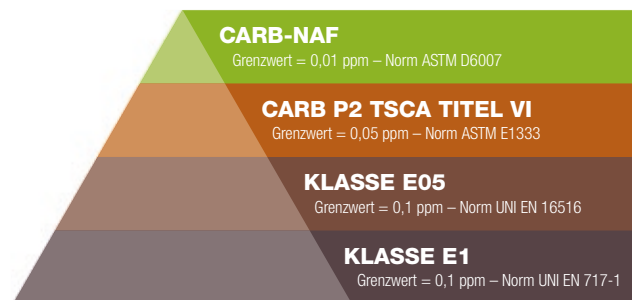 CARB-NAF
Grenzwert = 0,01 ppm – Norm ASTM D6007
CARB P2 TSCA TITEL VI
Grenzwert = 0,05 ppm – Norm ASTM E1333
KLASSE E05
Grenzwert = 0,1 ppm – Norm UNI EN 16516
KLASSE E1
Grenzwert = 0,1 ppm – Norm UNI EN 717-1